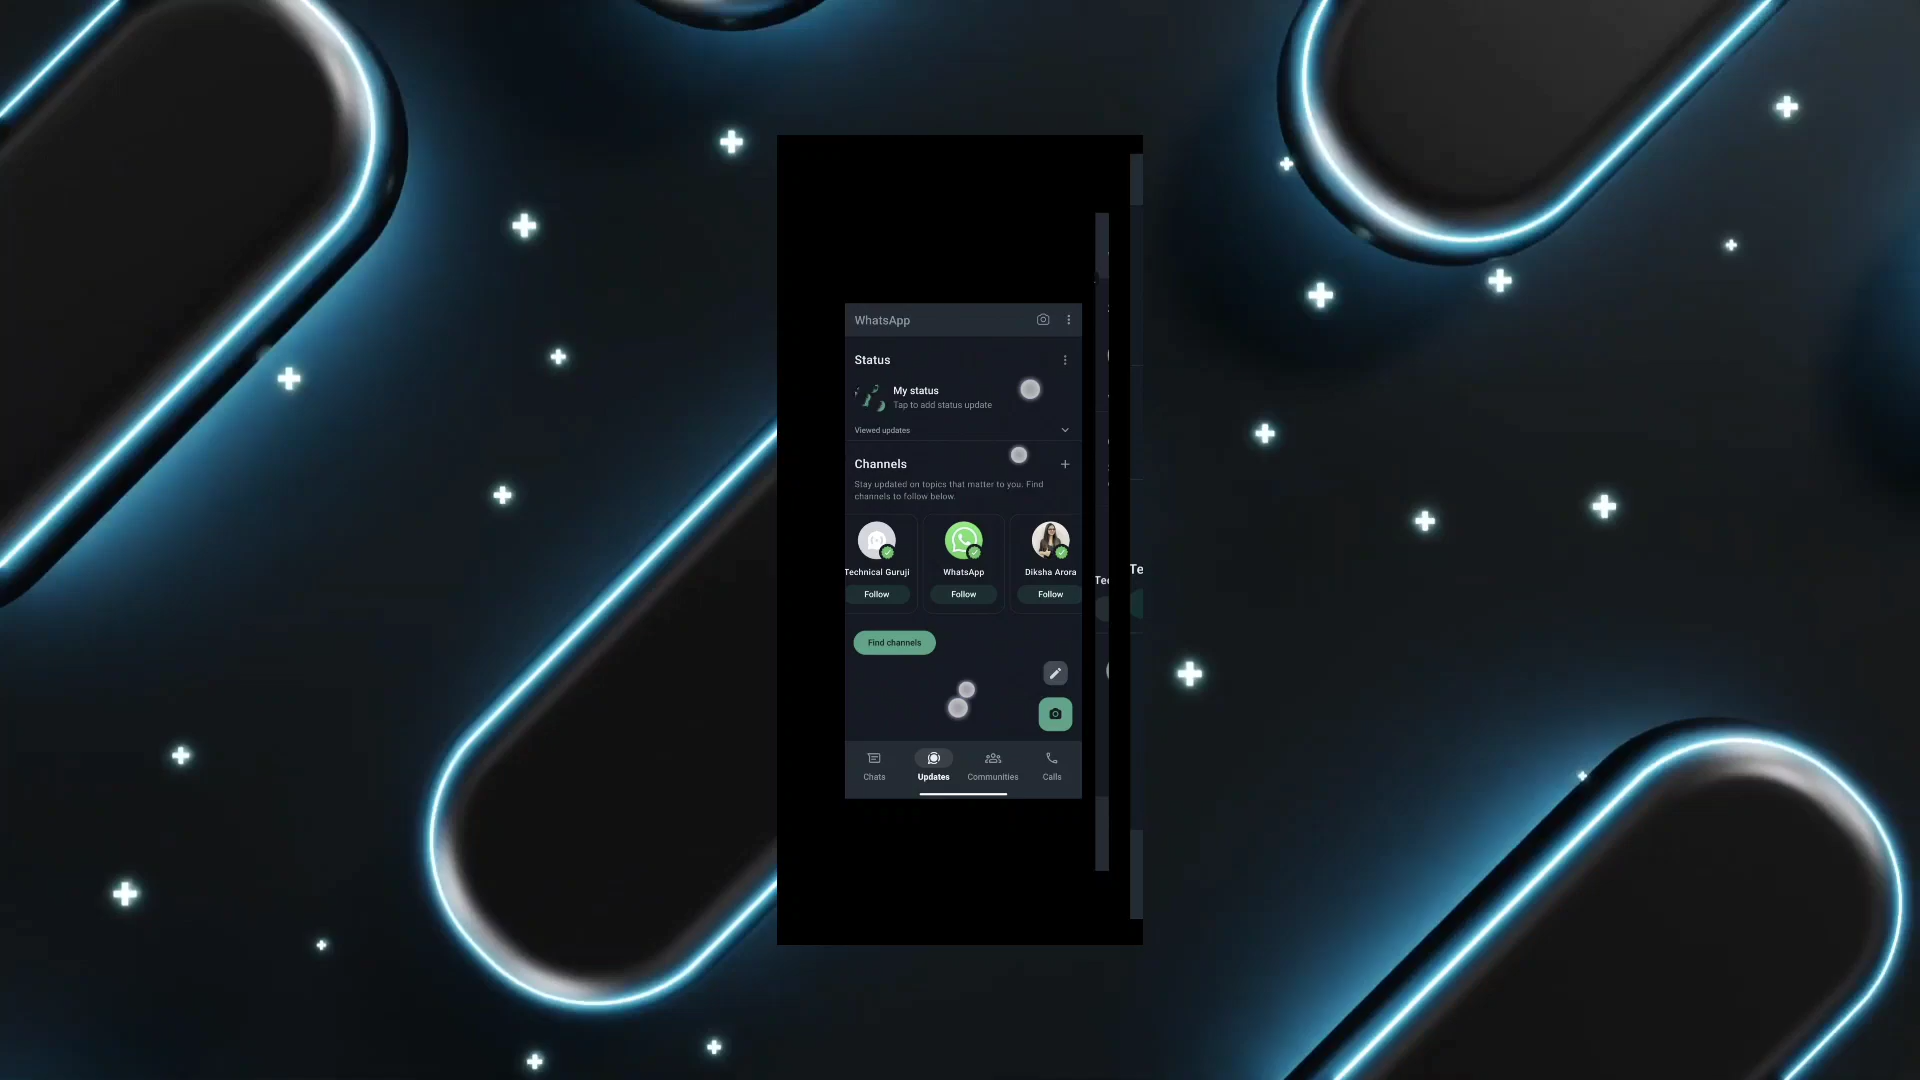 WhatsApp
Status
My status
Tap to add status update
Viewed updates
Channels
Stay updated on topics that matter to you. Find
channels to follow below.
Technical Guruji
WhatsApp
Diksha Arora
Follow
Follow
Follow
Find channels
Chats
Updates
Communities
Calls
Tec
Te